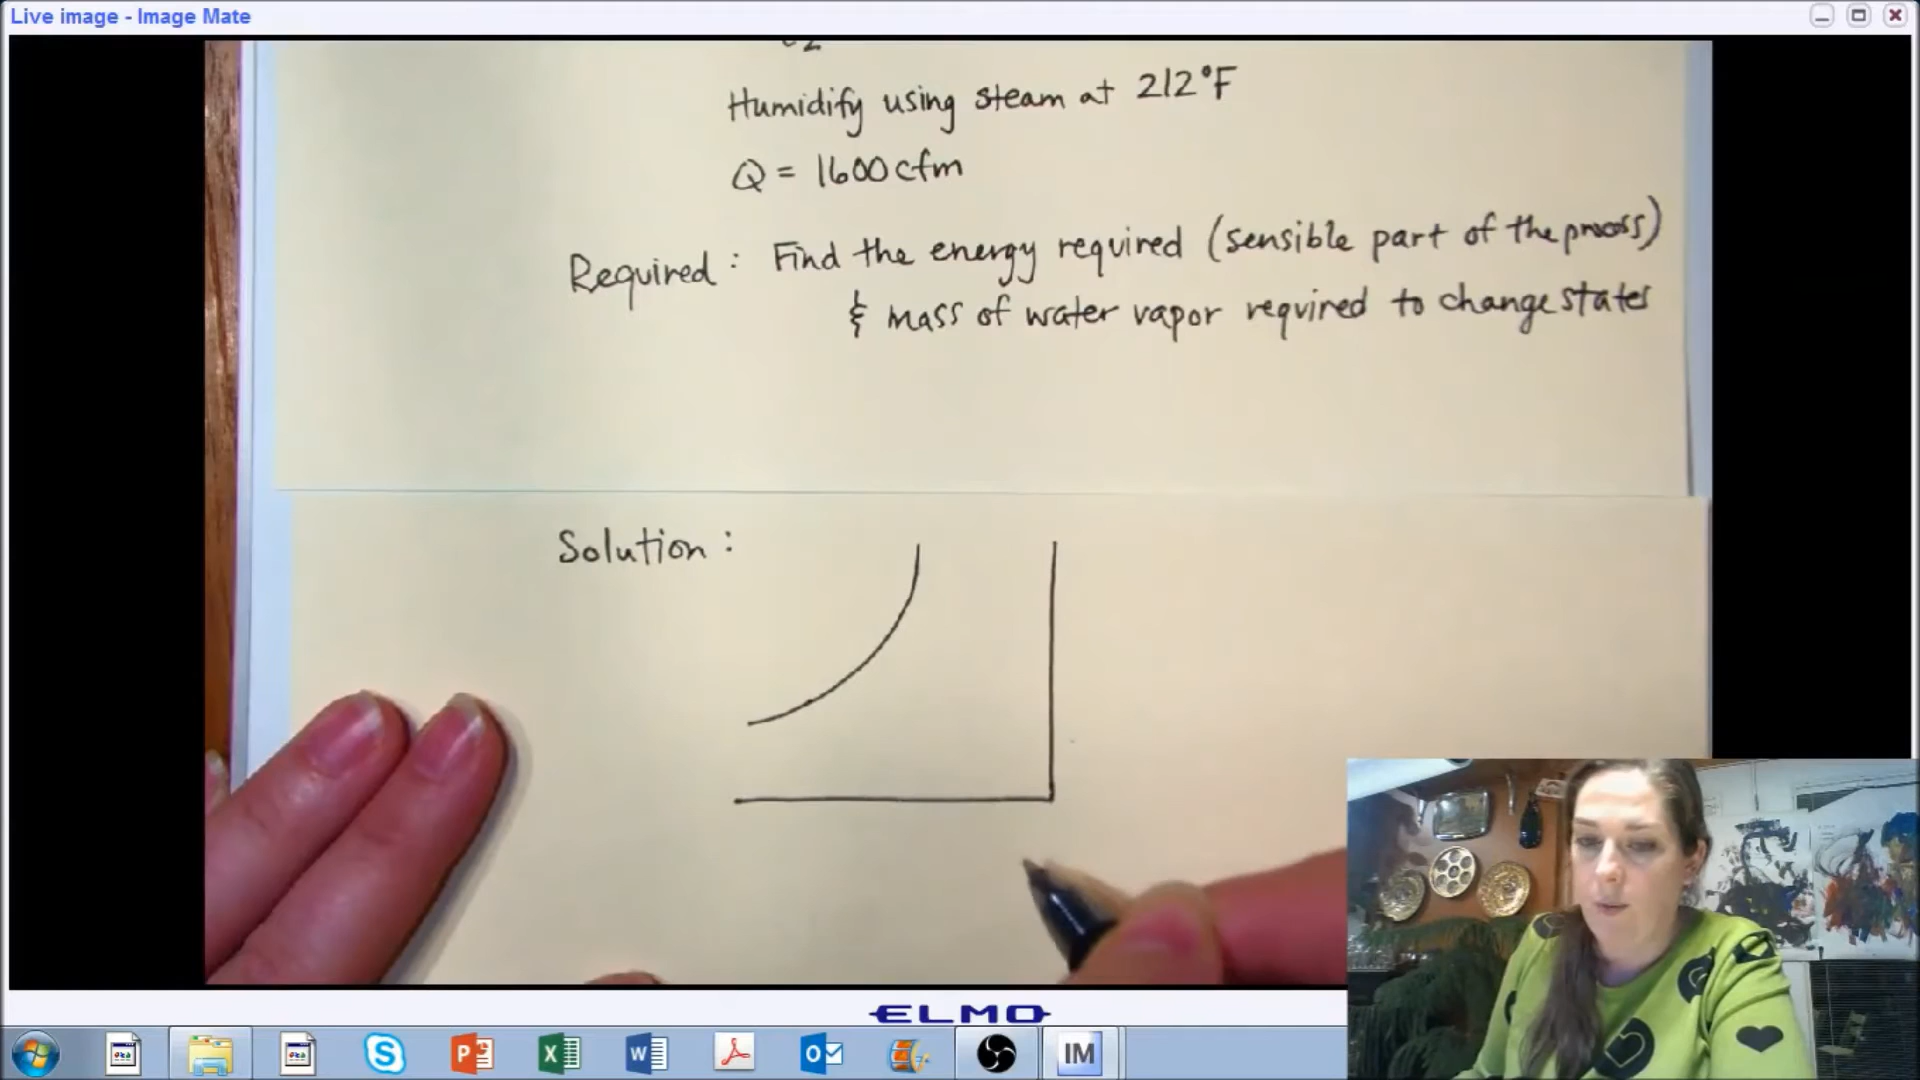 Live image - Image Mate
Humidify using steam at 212°F
Q = 1600 cfm
Required : Find the energy required (sensible part of the process)
& mass of water vapor required to change states
Solution :
ELMO
IM